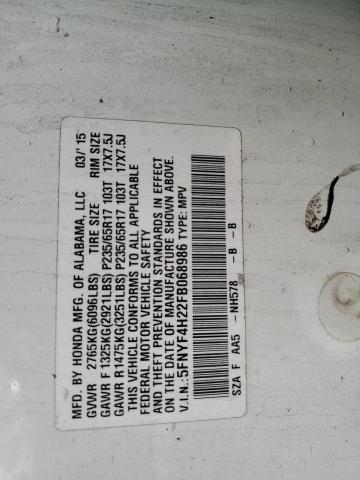 MFD. BY HONDA MFG. OF ALABAMA, LLC 03/ 15
GVWR 2765KG(6096LBS) TIRE SIZE RIM SIZE
GAWR F 1325KG(2921LBS) P235/65R17 103T 17X7.5J
GAWR R 1475KG(3251LBS) P235/65R17 103T 17X7.5J
THIS VEHICLE CONFORMS TO ALL APPLICABLE
FEDERAL MOTOR VEHICLE SAFETY
AND THEFT PREVENTION STANDARDS IN EFFECT
ON THE DATE OF MANUFACTURE SHOWN ABOVE.
V.I.N.: 5FNYF4H22FB068986 TYPE: MPV
SZA F AA5 - NH578 - B - B